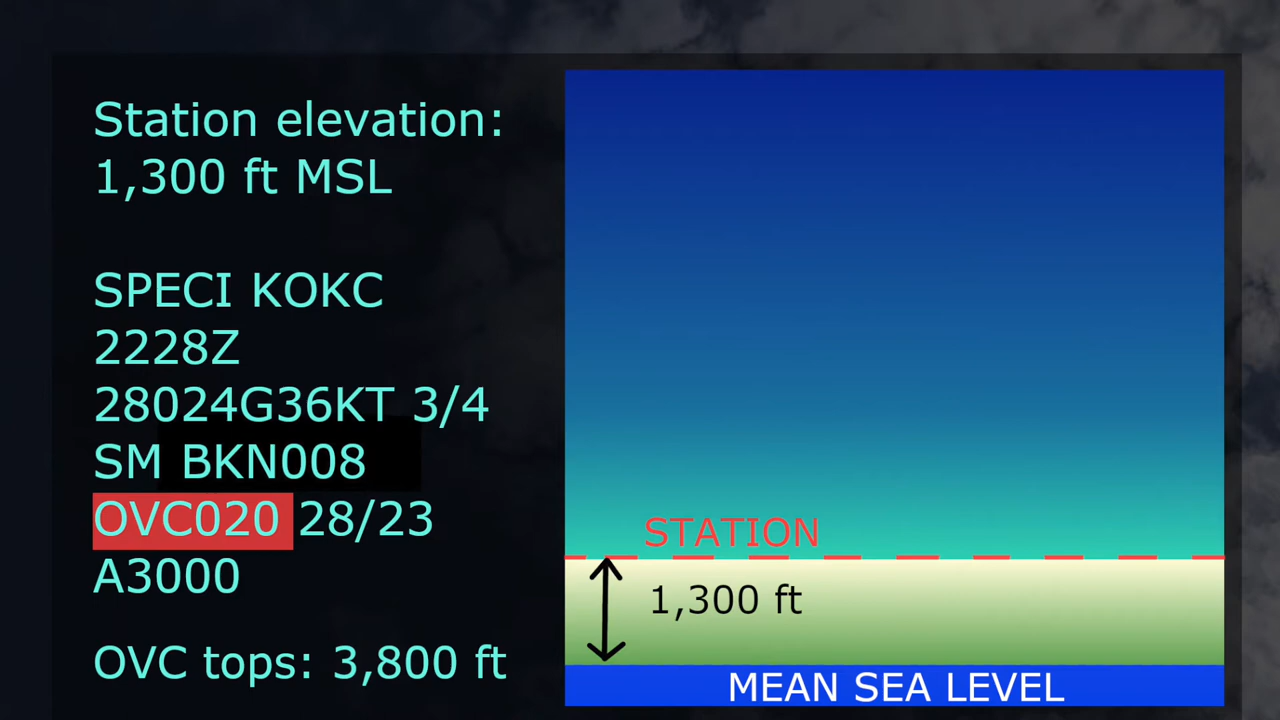 Station elevation:
1,300 ft MSL
SPECI KOKC
2228Z
28024G36KT 3/4
SM BKN008
OVC020 28/23
A3000
OVC tops: 3,800 ft
STATION
1,300 ft
MEAN SEA LEVEL